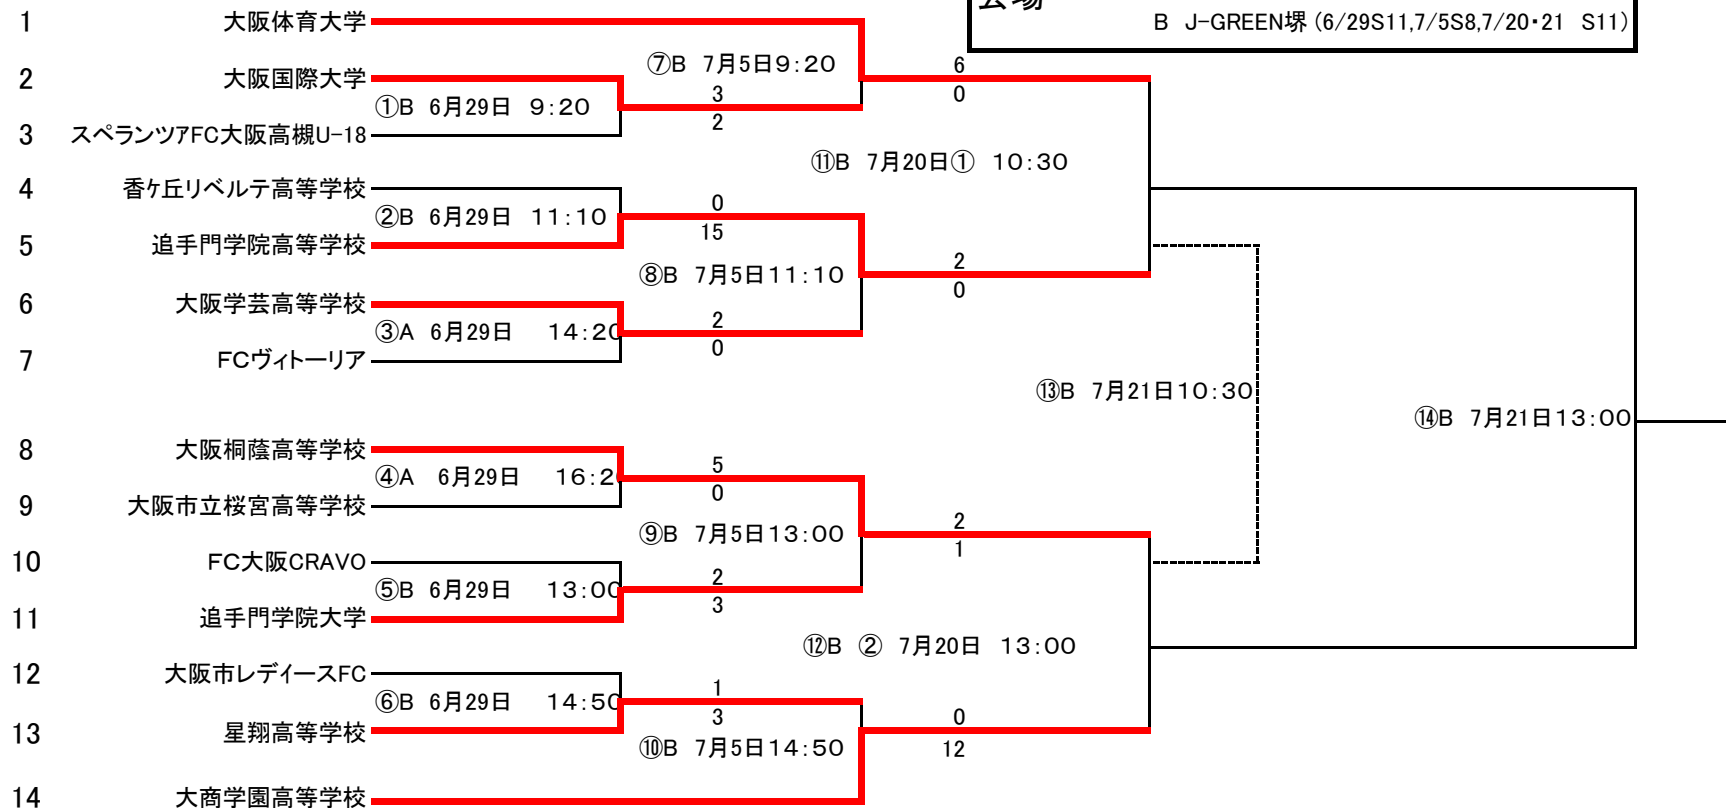 会場
B J-GREEN堺 (6/29S11,7/5S8,7/20・21 S11)
1 大阪体育大学
⑦B 7月5日9:20
6
0
2 大阪国際大学
①B 6月29日 9:20
3
2
3 スペランツァFC大阪高槻U-18
⑪B 7月20日① 10:30
4 香ケ丘リベルテ高等学校
②B 6月29日 11:10
0
15
5 追手門学院高等学校
⑧B 7月5日11:10
2
0
6 大阪学芸高等学校
③A 6月29日 14:20
2
0
7 FCヴィトーリア
⑬B 7月21日10:30
⑭B 7月21日13:00
8 大阪桐蔭高等学校
④A 6月29日 16:2
5
0
9 大阪市立桜宮高等学校
⑨B 7月5日13:00
2
1
10 FC大阪CRAVO
⑤B 6月29日 13:00
2
3
11 追手門学院大学
⑫B ② 7月20日 13:00
12 大阪市レディースFC
⑥B 6月29日 14:50
1
3
13 星翔高等学校
⑩B 7月5日14:50
0
12
14 大商学園高等学校